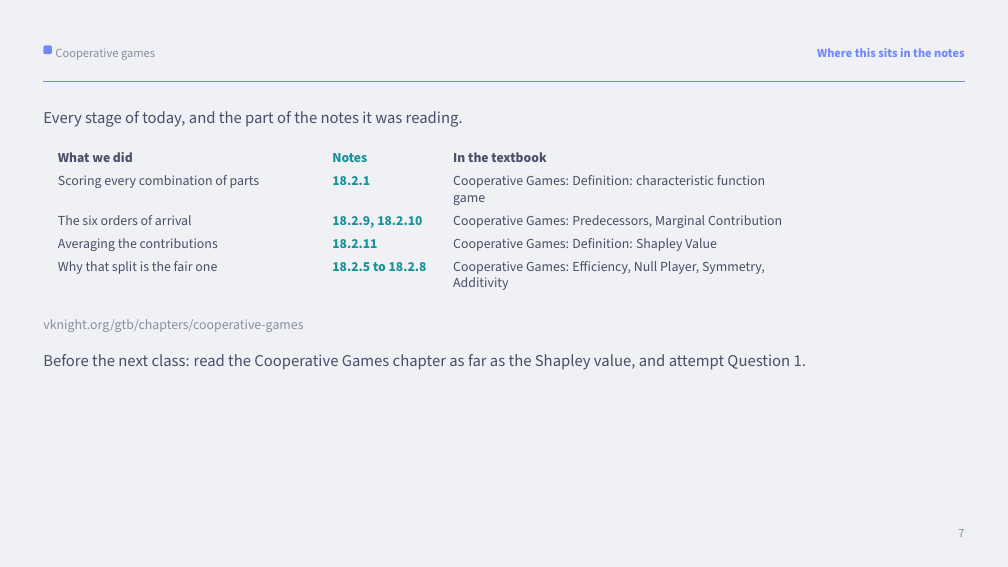 Cooperative games
Where this sits in the notes
Every stage of today, and the part of the notes it was reading.
What we did Notes In the textbook
Scoring every combination of parts 18.2.1 Cooperative Games: Definition: characteristic function
game
The six orders of arrival 18.2.9, 18.2.10 Cooperative Games: Predecessors, Marginal Contribution
Averaging the contributions 18.2.11 Cooperative Games: Definition: Shapley Value
Why that split is the fair one 18.2.5 to 18.2.8 Cooperative Games: Efficiency, Null Player, Symmetry,
Additivity
vknight.org/gtb/chapters/cooperative-games
Before the next class: read the Cooperative Games chapter as far as the Shapley value, and attempt Question 1.
7